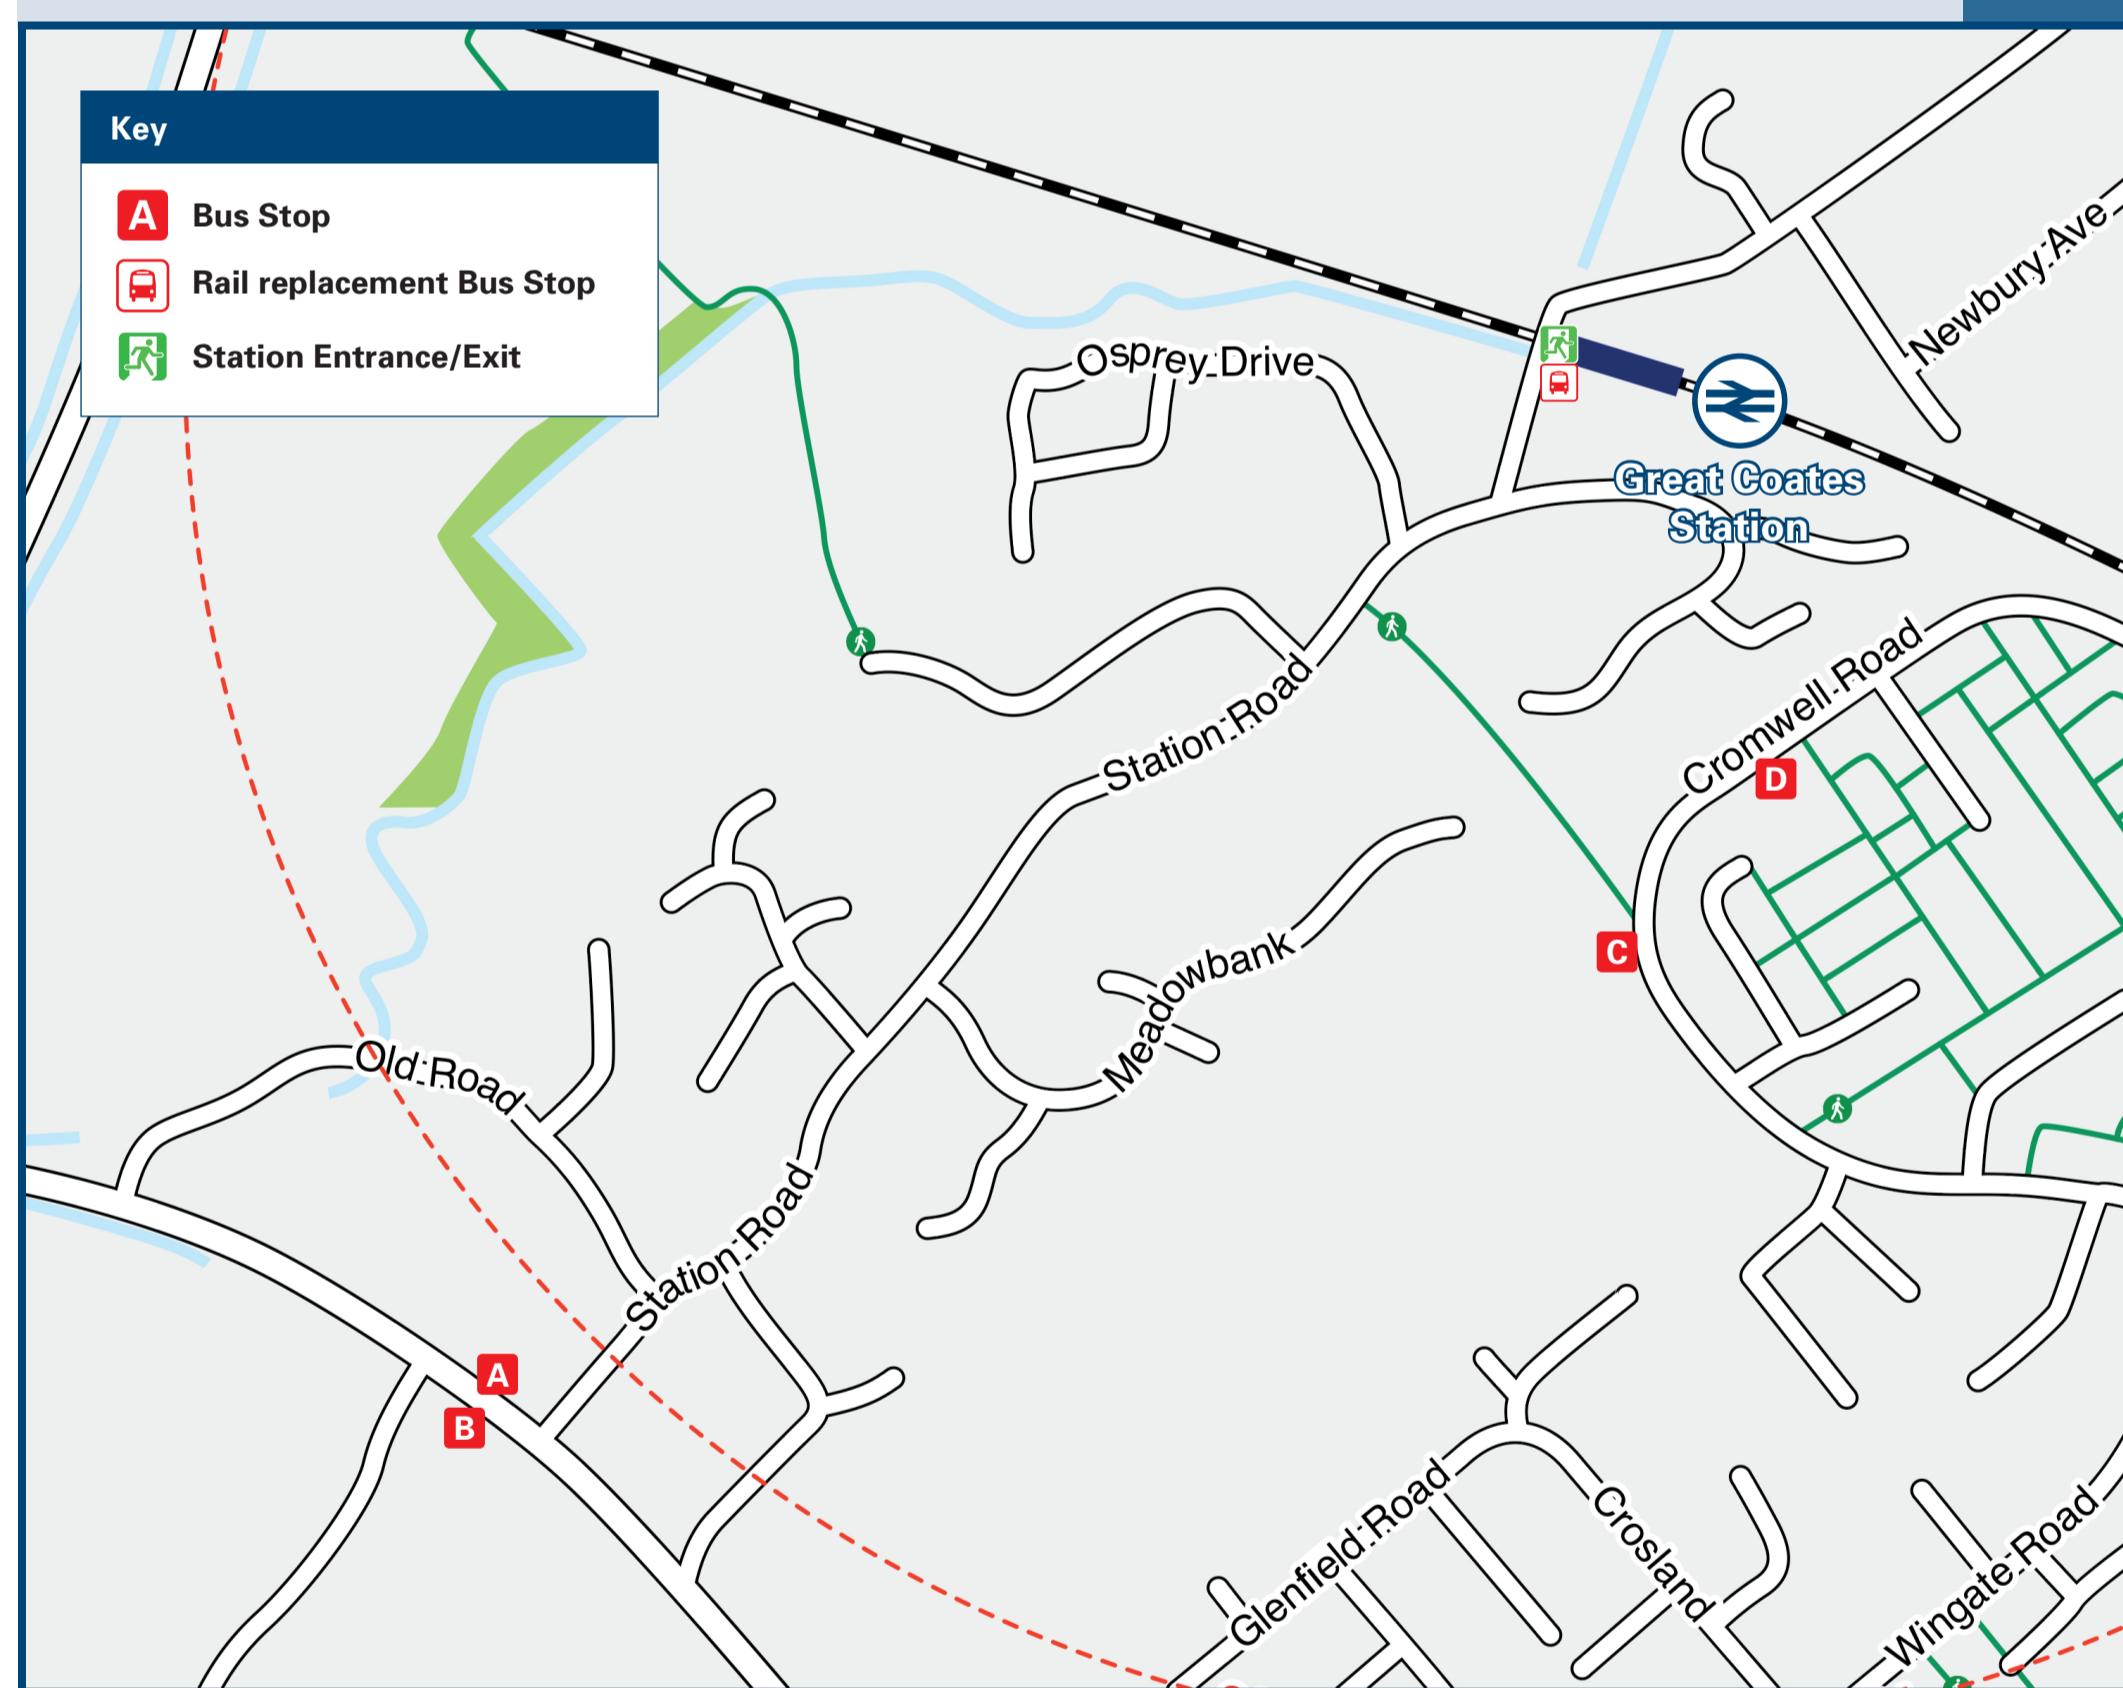 Key
A Bus Stop
Rail replacement Bus Stop
Station Entrance/Exit
Newbury Ave
Osprey Drive
Great Coates
Station
Cromwell Road
D
Station Road
C
Meadowbank
Old Road
Station Road
A
B
Glenfield Road
Crosland
Wingate Road